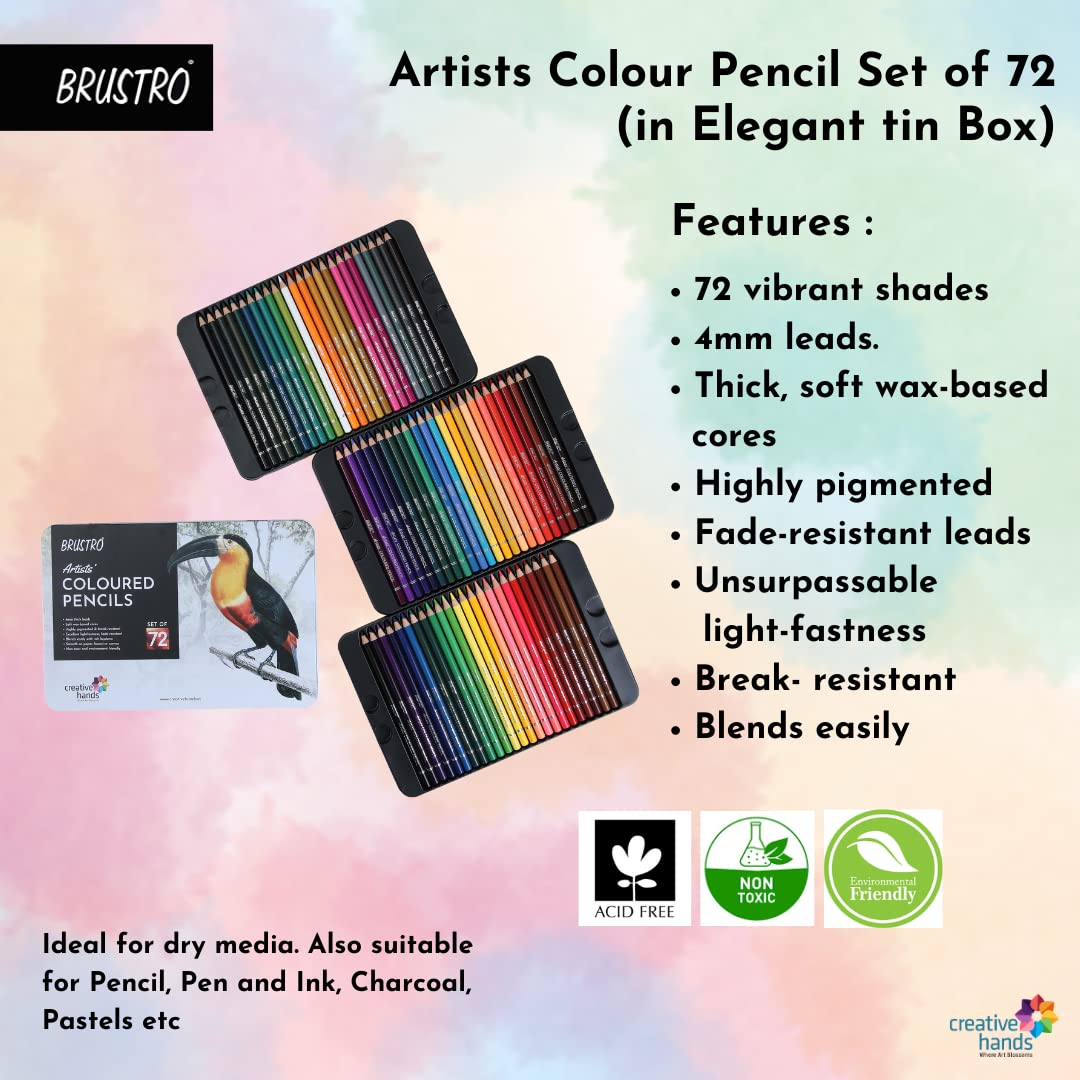 BRUSTRO
Artists Colour Pencil Set of 72
(in Elegant tin Box)
Features :
• 72 vibrant shades
• 4mm leads.
• Thick, soft wax-based
cores
• Highly pigmented
• Fade-resistant leads
• Unsurpassable
light-fastness
• Break- resistant
• Blends easily
BRUSTRO
Artists'
COLOURED
PENCILS
SET OF
72
creative
hands
ACID FREE
NON
TOXIC
Environmental
Friendly
Ideal for dry media. Also suitable
for Pencil, Pen and Ink, Charcoal,
Pastels etc
creative
hands
Where Art Blossoms